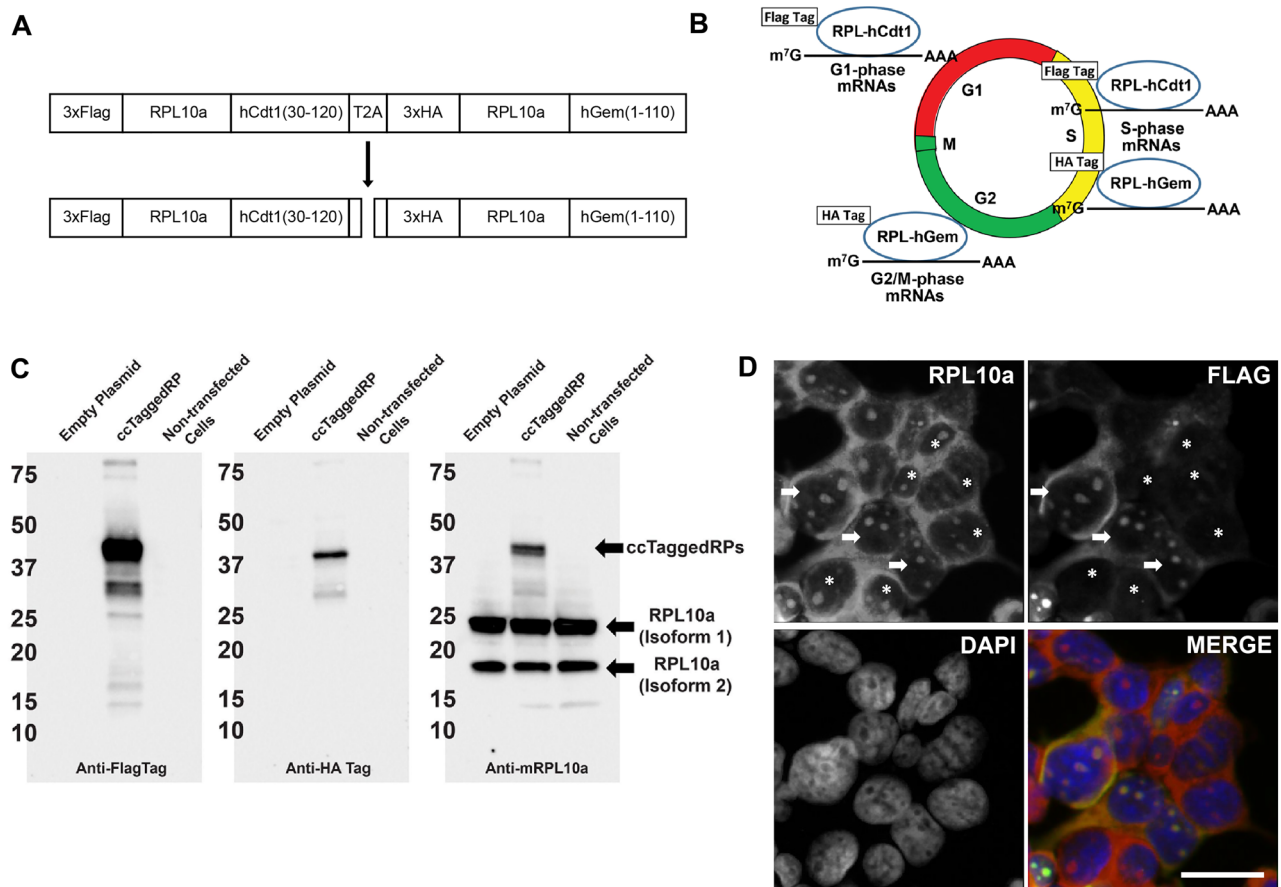 A
3xFlag RPL10a hCdt1(30-120) T2A 3xHA RPL10a hGem(1-110)
3xFlag RPL10a hCdt1(30-120) 3xHA RPL10a hGem(1-110)
B
Flag Tag
RPL-hCdt1
m⁷G AAA
G1-phase
mRNAs
G1
Flag Tag
RPL-hCdt1
m⁷G AAA
S-phase
mRNAs
S
M
HA Tag
RPL-hGem
m⁷G AAA
G2
HA Tag
RPL-hGem
m⁷G AAA
G2/M-phase
mRNAs
C
Empty Plasmid
ccTaggedRP
Non-transfected
Cells
75
50
37
25
20
15
10
Anti-FlagTag
Empty Plasmid
ccTaggedRP
Non-transfected
Cells
75
50
37
25
20
15
10
Anti-HA Tag
Empty Plasmid
ccTaggedRP
Non-transfected
Cells
75
50
37
25
20
15
10
Anti-mRPL10a
ccTaggedRPs
RPL10a
(Isoform 1)
RPL10a
(Isoform 2)
D
RPL10a
* * * * * *
FLAG
* * * * * *
DAPI
MERGE